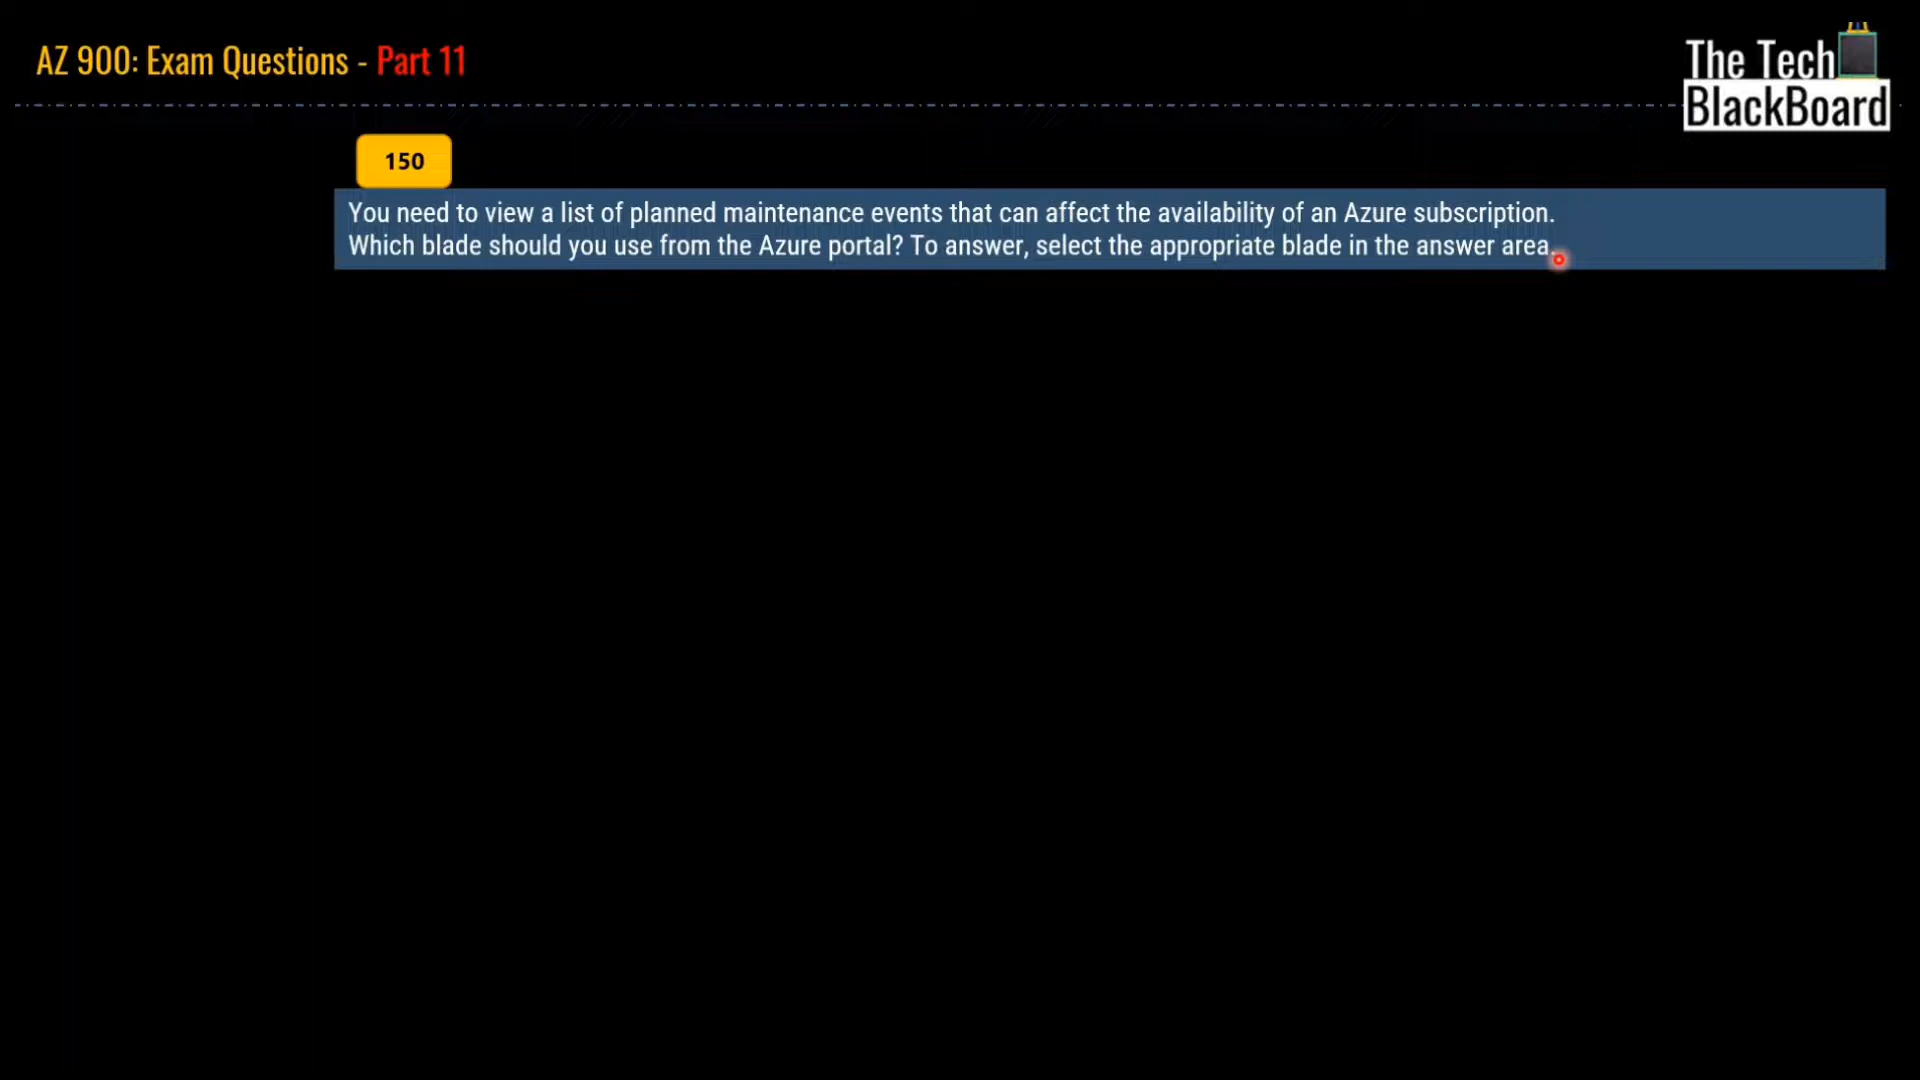 AZ 900: Exam Questions - Part 11
The Tech
BlackBoard
150
You need to view a list of planned maintenance events that can affect the availability of an Azure subscription.
Which blade should you use from the Azure portal? To answer, select the appropriate blade in the answer area.